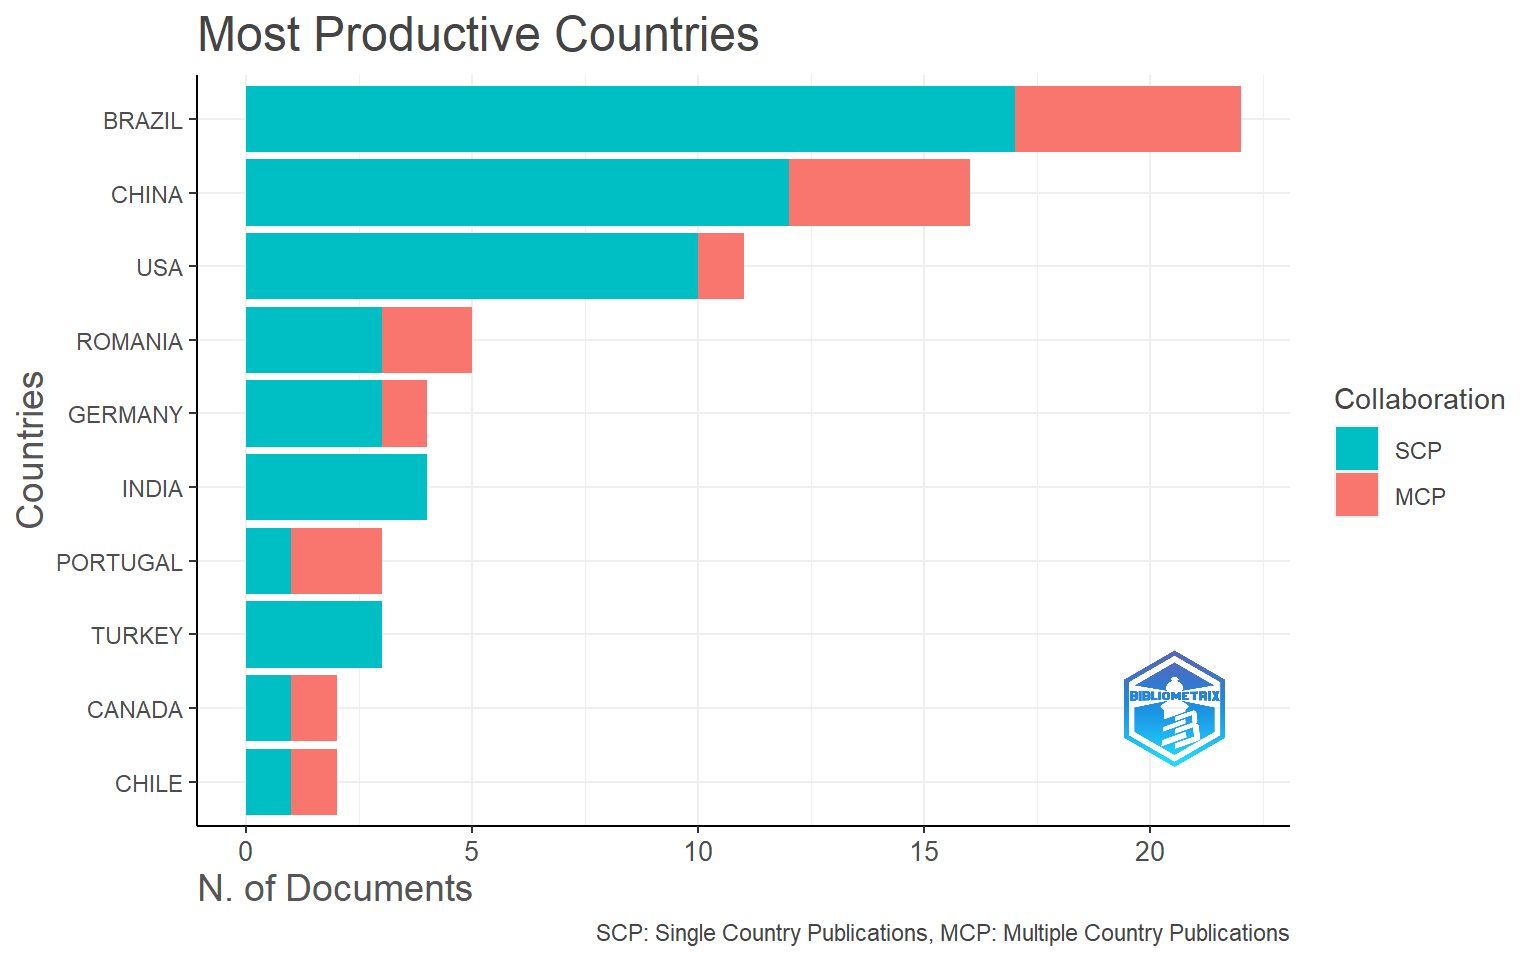 Most Productive Countries
BRAZIL
CHINA
USA
ROMANIA
GERMANY
INDIA
PORTUGAL
TURKEY
CANADA
CHILE
Countries
0 5 10 15 20
N. of Documents
Collaboration
SCP
MCP
BIBLIOMETRIX
SCP: Single Country Publications, MCP: Multiple Country Publications